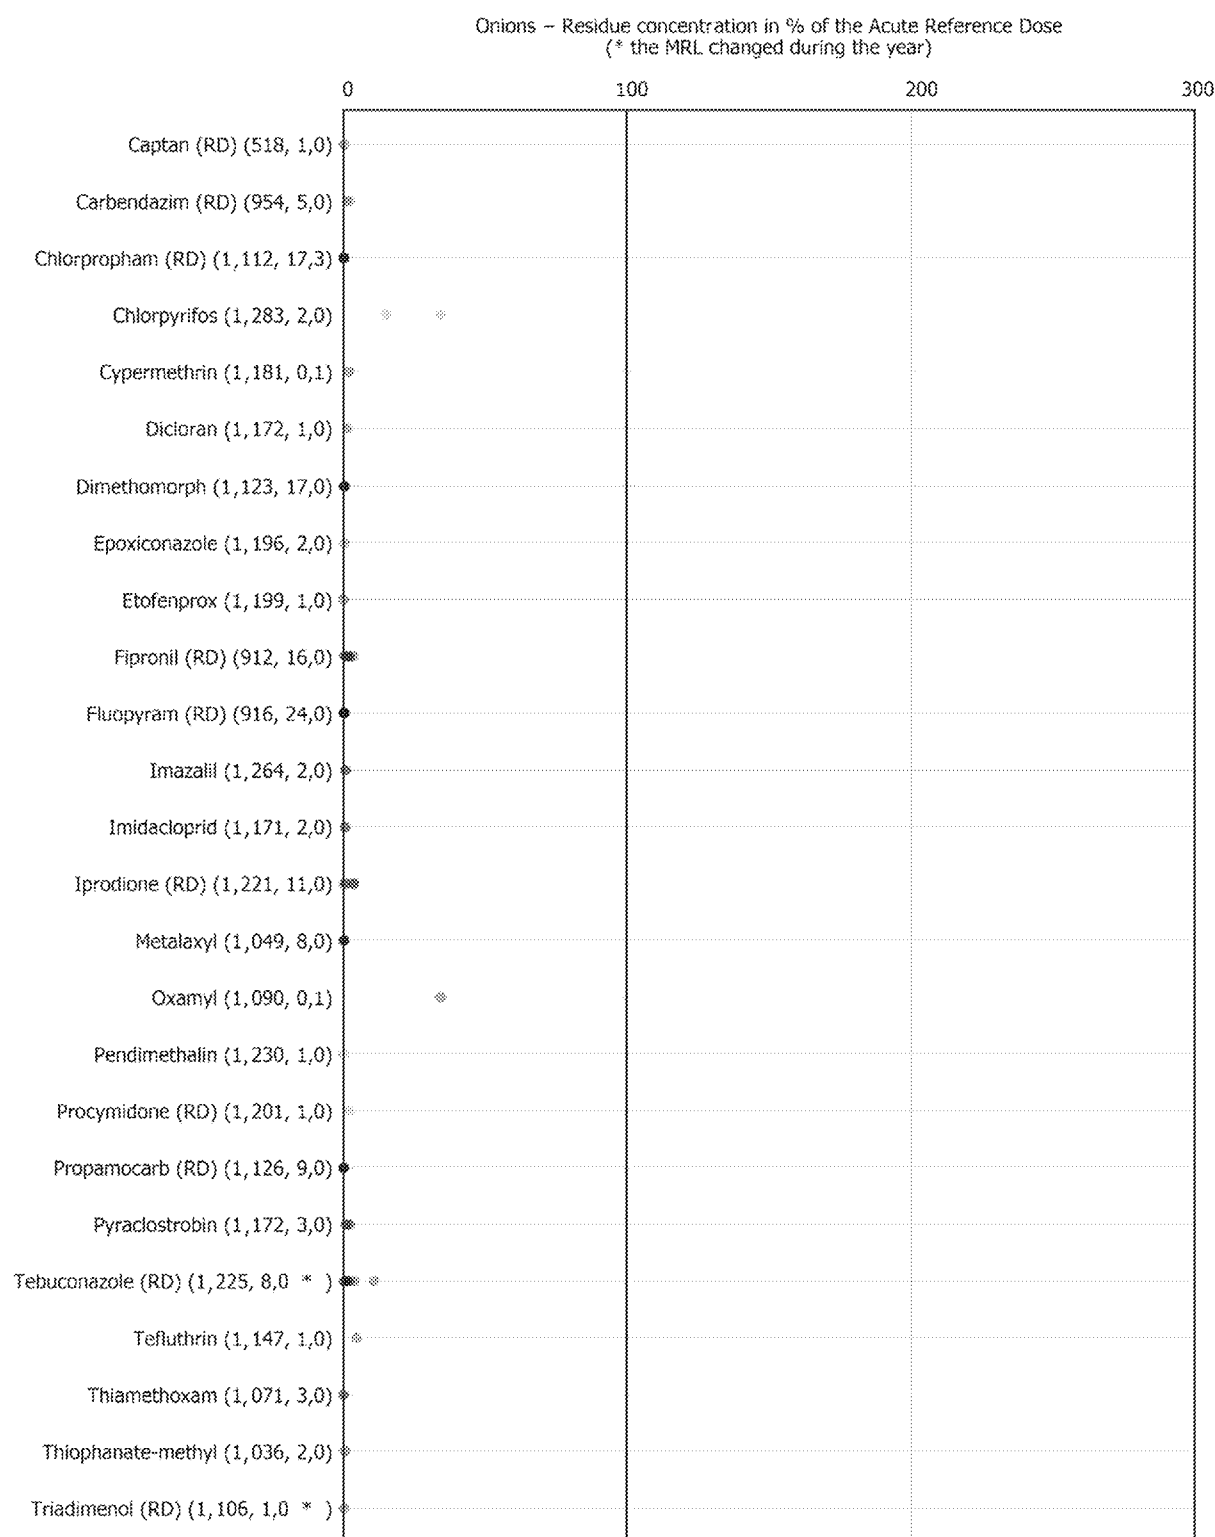 Onions – Residue concentration in % of the Acute Reference Dose
(* the MRL changed during the year)
0 100 200 300
Captan (RD) (518, 1,0)
Carbendazim (RD) (954, 5,0)
Chlorpropham (RD) (1,112, 17,3)
Chlorpyrifos (1,283, 2,0)
Cypermethrin (1,181, 0,1)
Dicloran (1,172, 1,0)
Dimethomorph (1,123, 17,0)
Epoxiconazole (1,196, 2,0)
Etofenprox (1,199, 1,0)
Fipronil (RD) (912, 16,0)
Fluopyram (RD) (916, 24,0)
Imazalil (1,264, 2,0)
Imidacloprid (1,171, 2,0)
Iprodione (RD) (1,221, 11,0)
Metalaxyl (1,049, 8,0)
Oxamyl (1,090, 0,1)
Pendimethalin (1,230, 1,0)
Procymidone (RD) (1,201, 1,0)
Propamocarb (RD) (1,126, 9,0)
Pyraclostrobin (1,172, 3,0)
Tebuconazole (RD) (1,225, 8,0 * )
Tefluthrin (1,147, 1,0)
Thiamethoxam (1,071, 3,0)
Thiophanate-methyl (1,036, 2,0)
Triadimenol (RD) (1,106, 1,0 * )